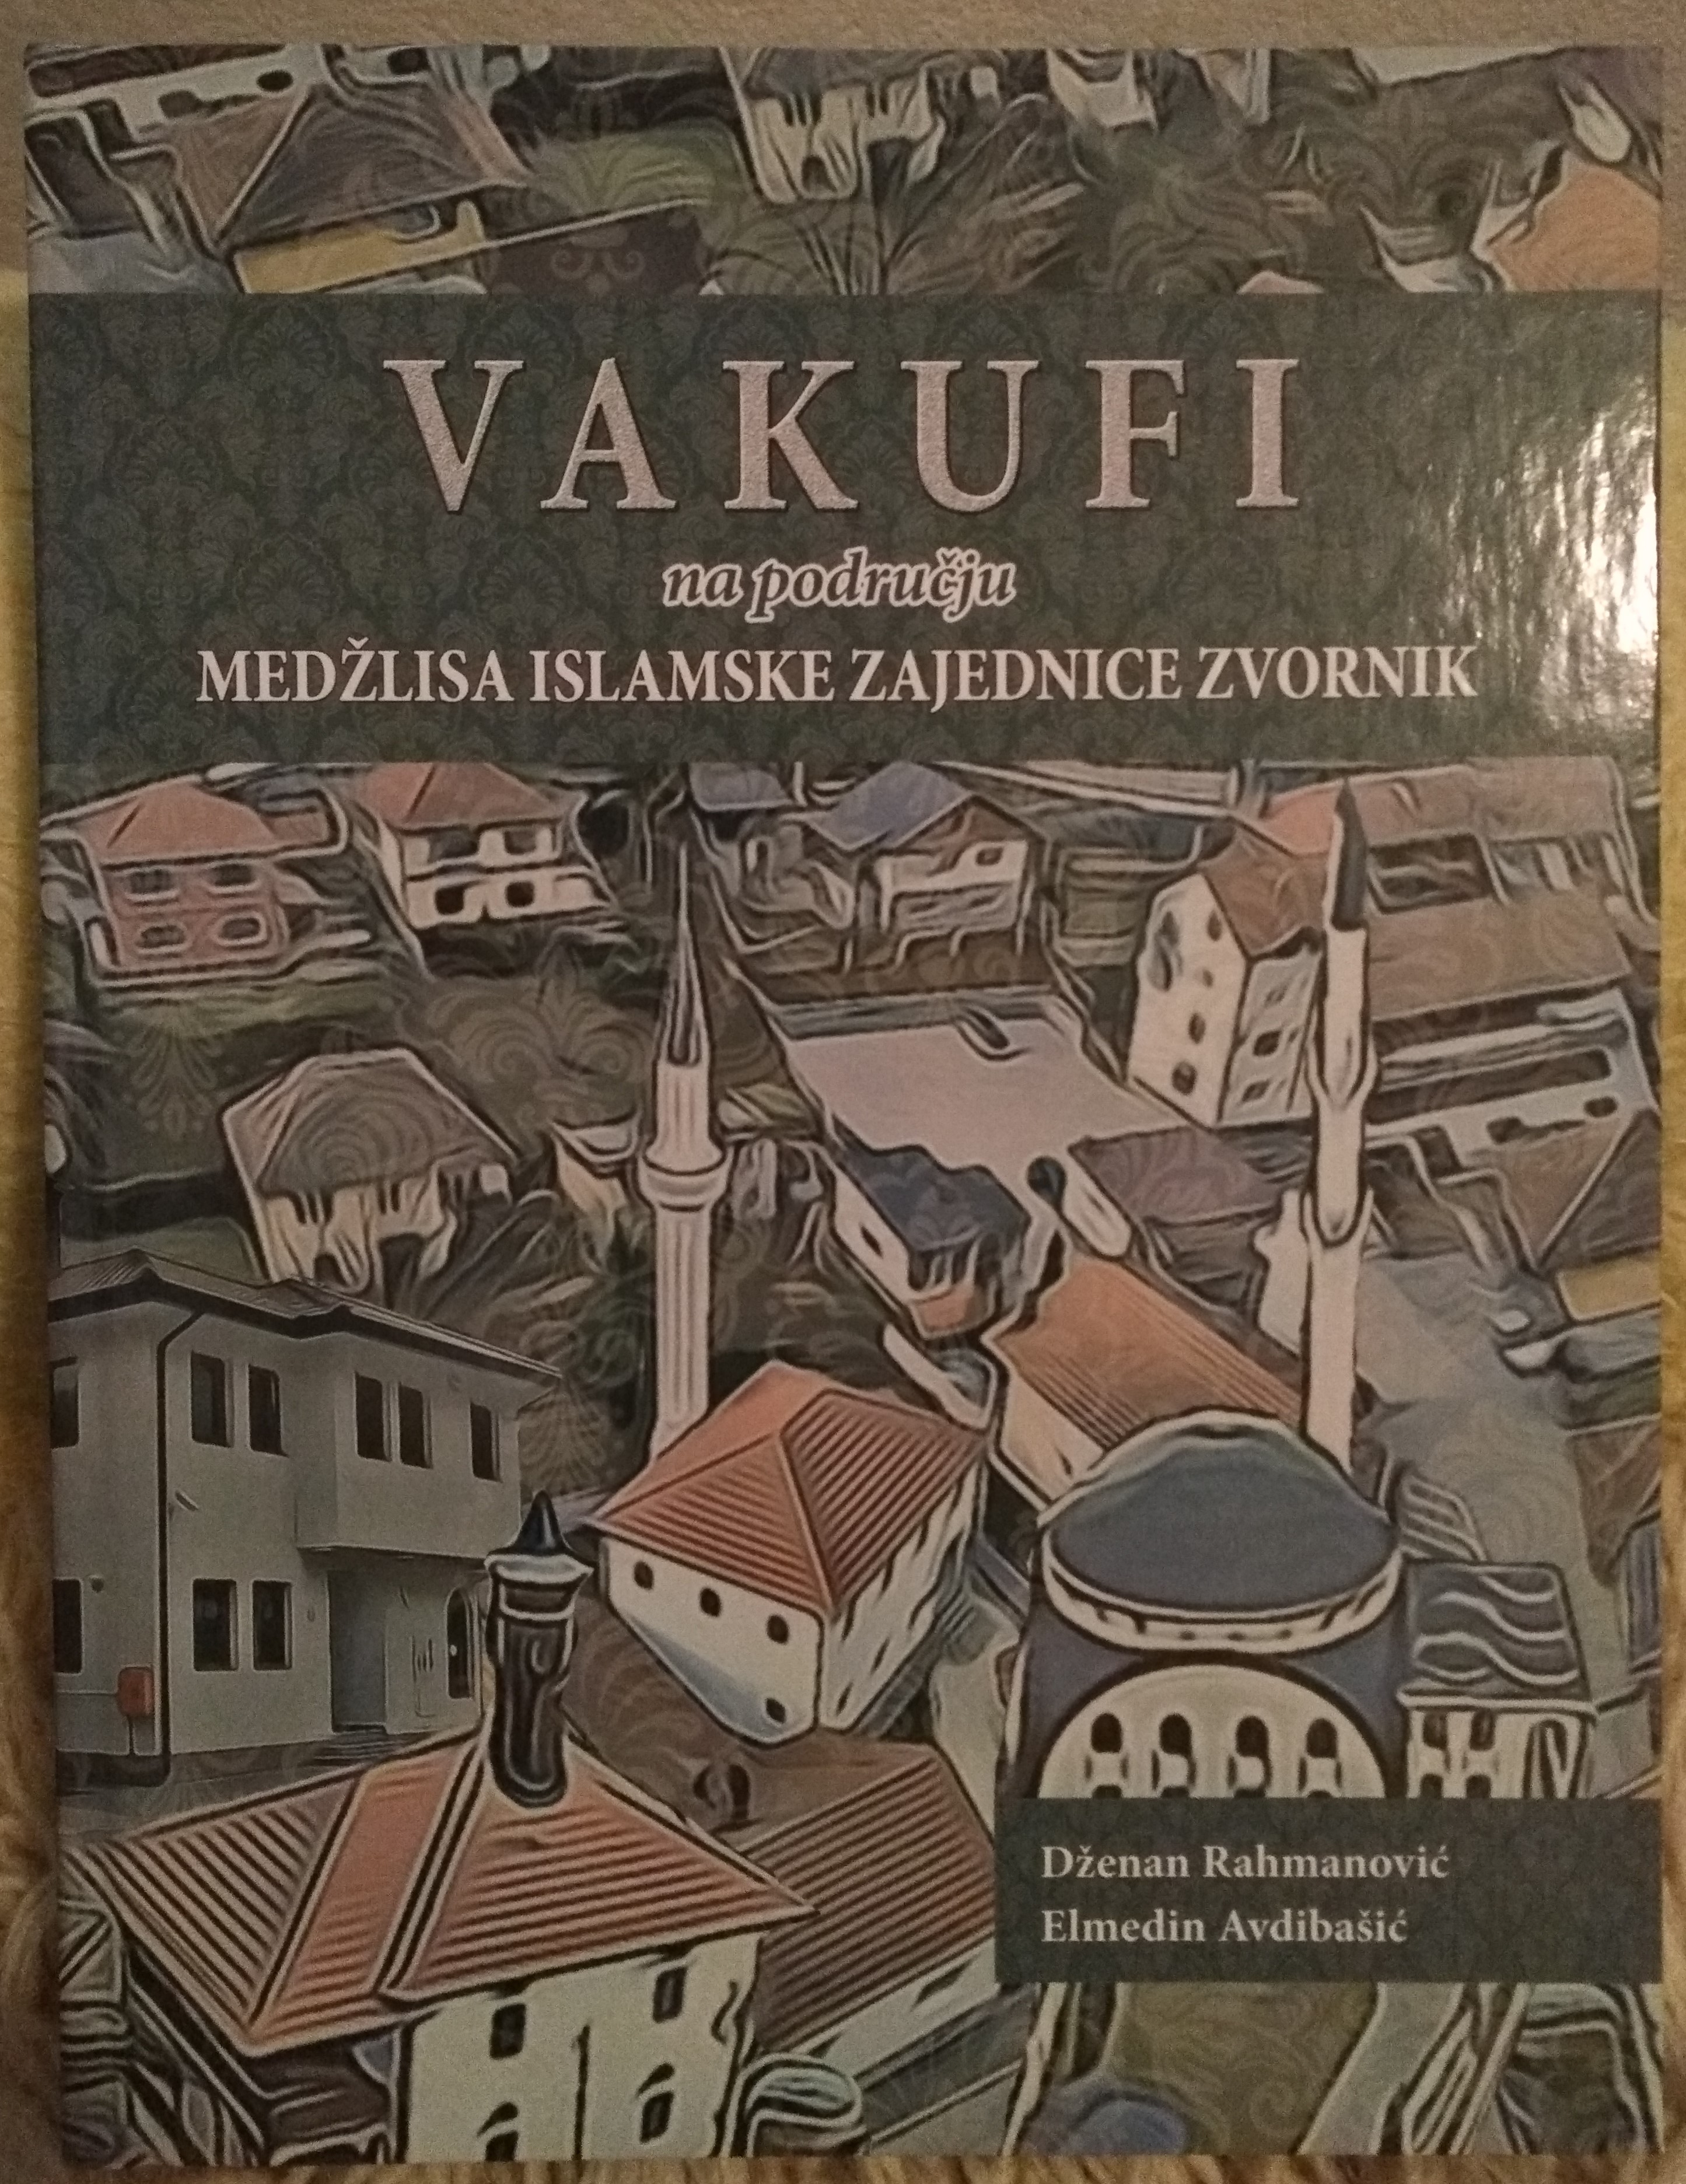 VAKUFI
na području
MEDŽLISA ISLAMSKE ZAJEDNICE ZVORNIK
Dženan Rahmanović
Elmedin Avdibašić